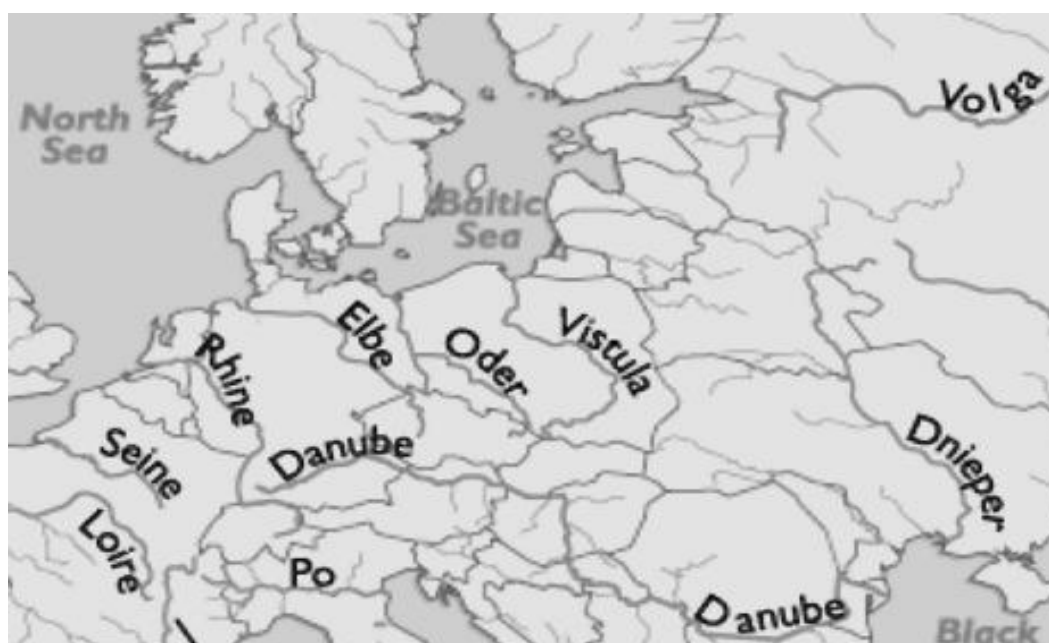 Volga
North
Sea
Baltic
Sea
Elbe
Vistula
Rhine
Oder
Danube
Seine
Dnieper
Loire
Po
Danube
Black